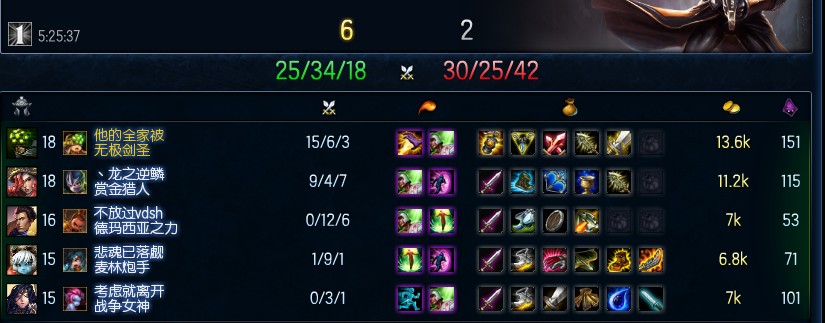 6 2
1 5:25:37
25/34/18 30/25/42
18 他的全家被 15/6/3 13.6k 151
无极剑圣
18 丶龙之逆鳞 9/4/7 11.2k 115
赏金猎人
16 不放过vdsh 0/12/6 7k 53
德玛西亚之力
15 悲魂已落觑 1/9/1 6.8k 71
麦林炮手
15 考虑就离开 0/3/1 7k 101
战争女神